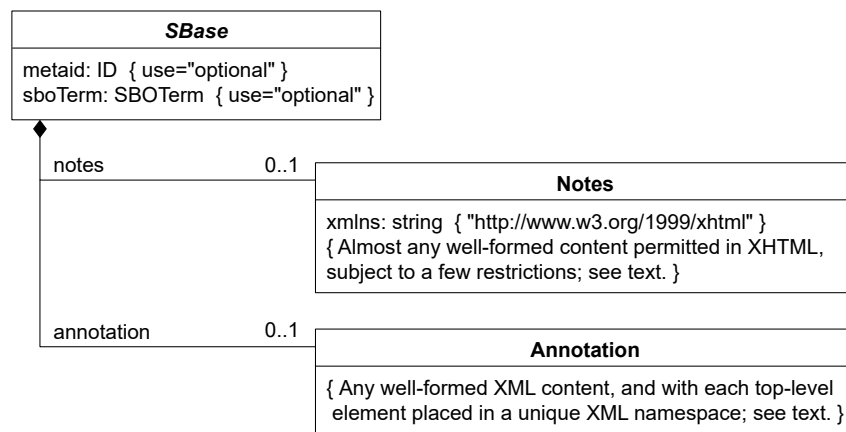 SBase
metaid: ID { use="optional" }
sboTerm: SBOTerm { use="optional" }
notes 0..1
Notes
xmlns: string { "http://www.w3.org/1999/xhtml" }
{ Almost any well-formed content permitted in XHTML,
subject to a few restrictions; see text. }
annotation 0..1
Annotation
{ Any well-formed XML content, and with each top-level
element placed in a unique XML namespace; see text. }